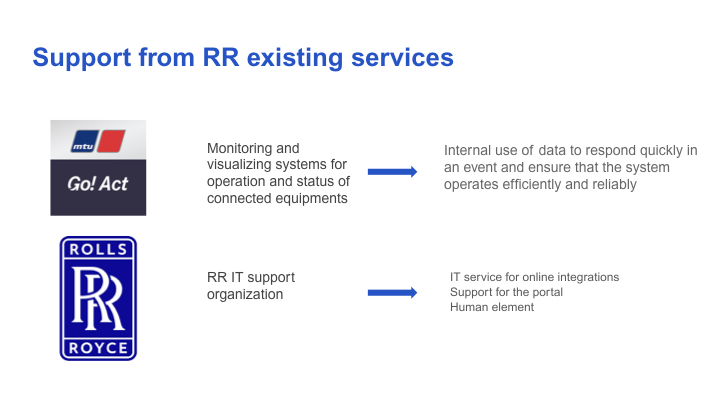 Support from RR existing services
mtu
Go! Act
Monitoring and
visualizing systems for
operation and status of
connected equipments
Internal use of data to respond quickly in
an event and ensure that the system
operates efficiently and reliably
ROLLS
RR
ROYCE
RR IT support
organization
IT service for online integrations
Support for the portal
Human element